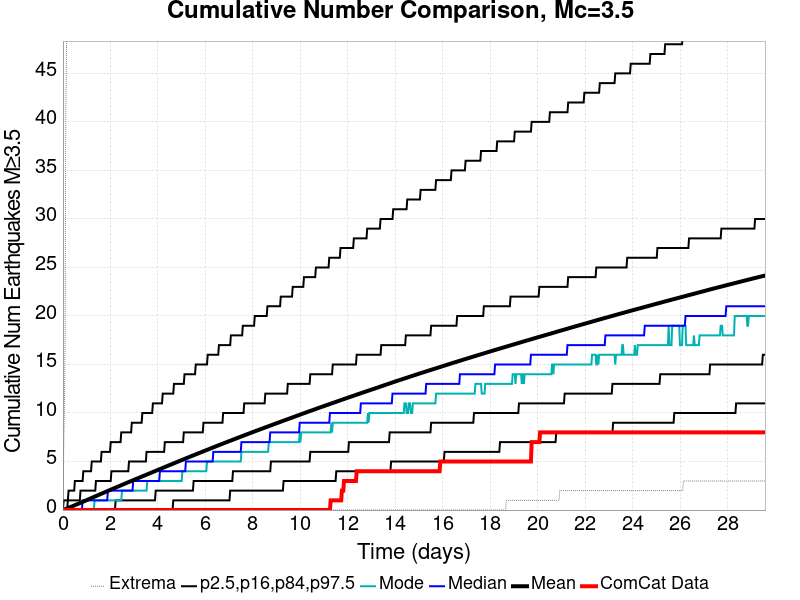 Cumulative Number Comparison, Mc=3.5
Cumulative Num Earthquakes M≥3.5
45
40
35
30
25
20
15
10
5
0
0 2 4 6 8 10 12 14 16 18 20 22 24 26 28
Time (days)
Extrema p2.5,p16,p84,p97.5 Mode Median Mean ComCat Data